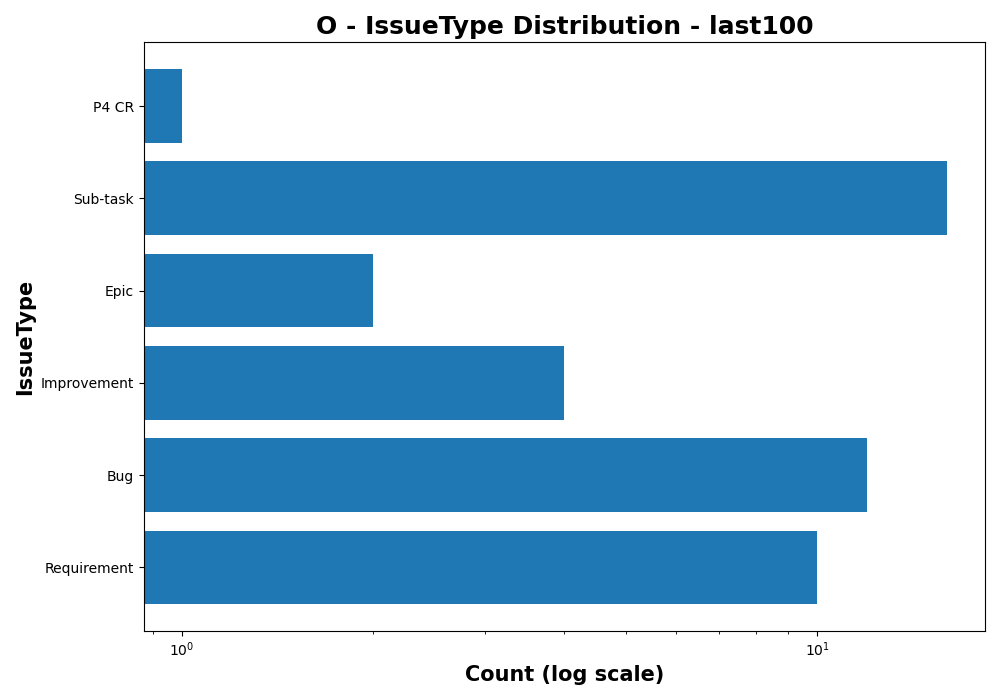 O - IssueType Distribution - last100
P4 CR
Sub-task
Epic
Improvement
Bug
Requirement
IssueType
10⁰
10¹
Count (log scale)